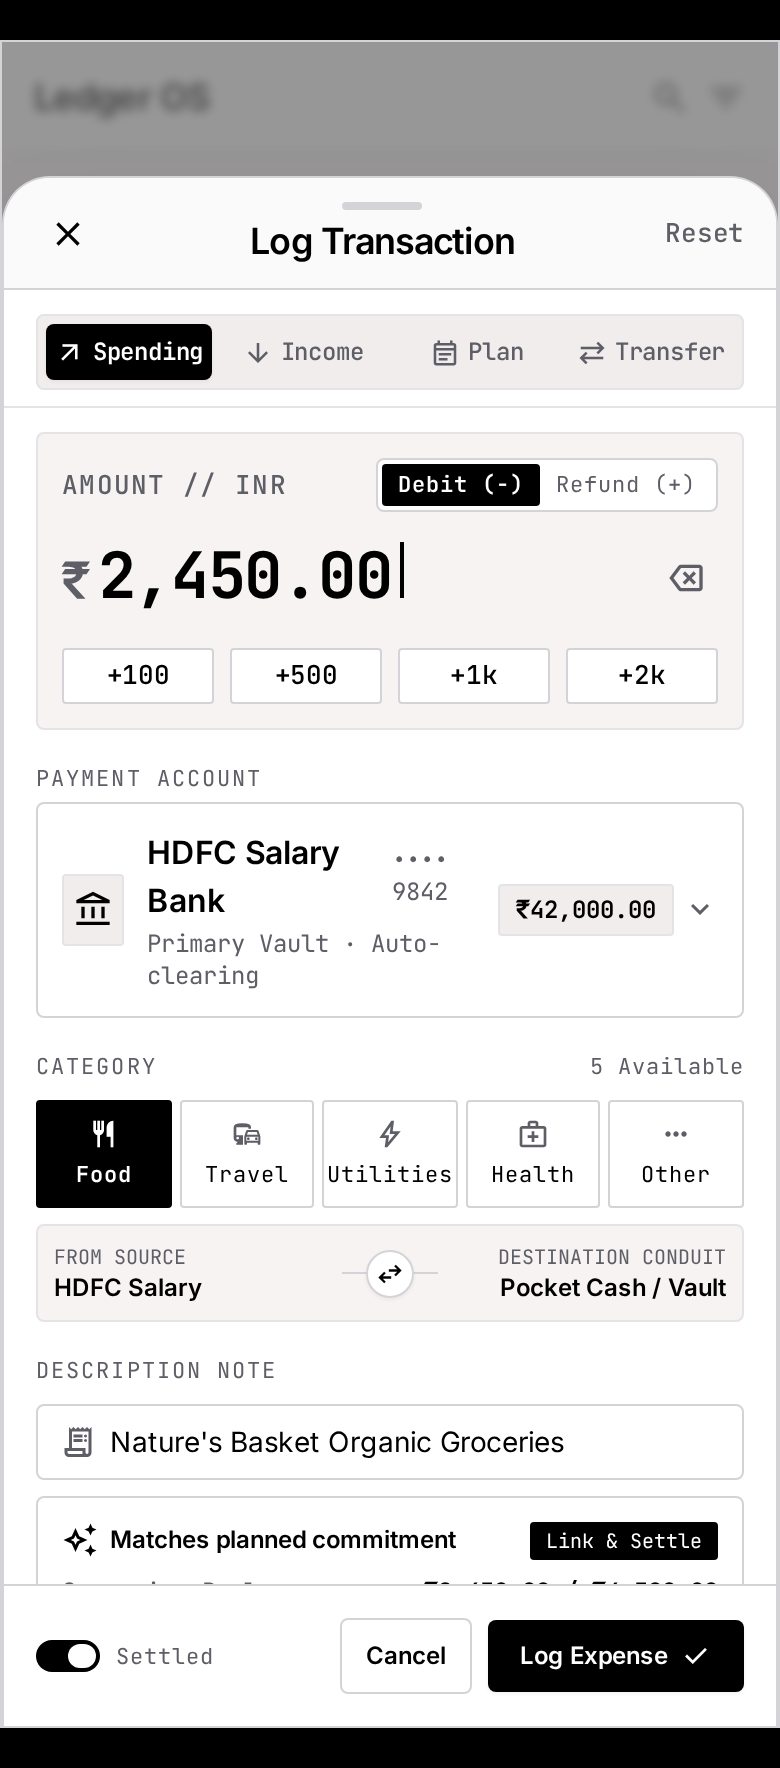 Ledger OS
Log Transaction
Reset
Spending
Income
Plan
Transfer
AMOUNT // INR
Debit (-)
Refund (+)
₹2,450.00
+100
+500
+1k
+2k
PAYMENT ACCOUNT
HDFC Salary
Bank
••••
9842
Primary Vault · Auto-
clearing
₹42,000.00
CATEGORY
5 Available
Food
Travel
Utilities
Health
Other
FROM SOURCE
HDFC Salary
DESTINATION CONDUIT
Pocket Cash / Vault
DESCRIPTION NOTE
Nature's Basket Organic Groceries
Matches planned commitment
Link & Settle
Settled
Cancel
Log Expense